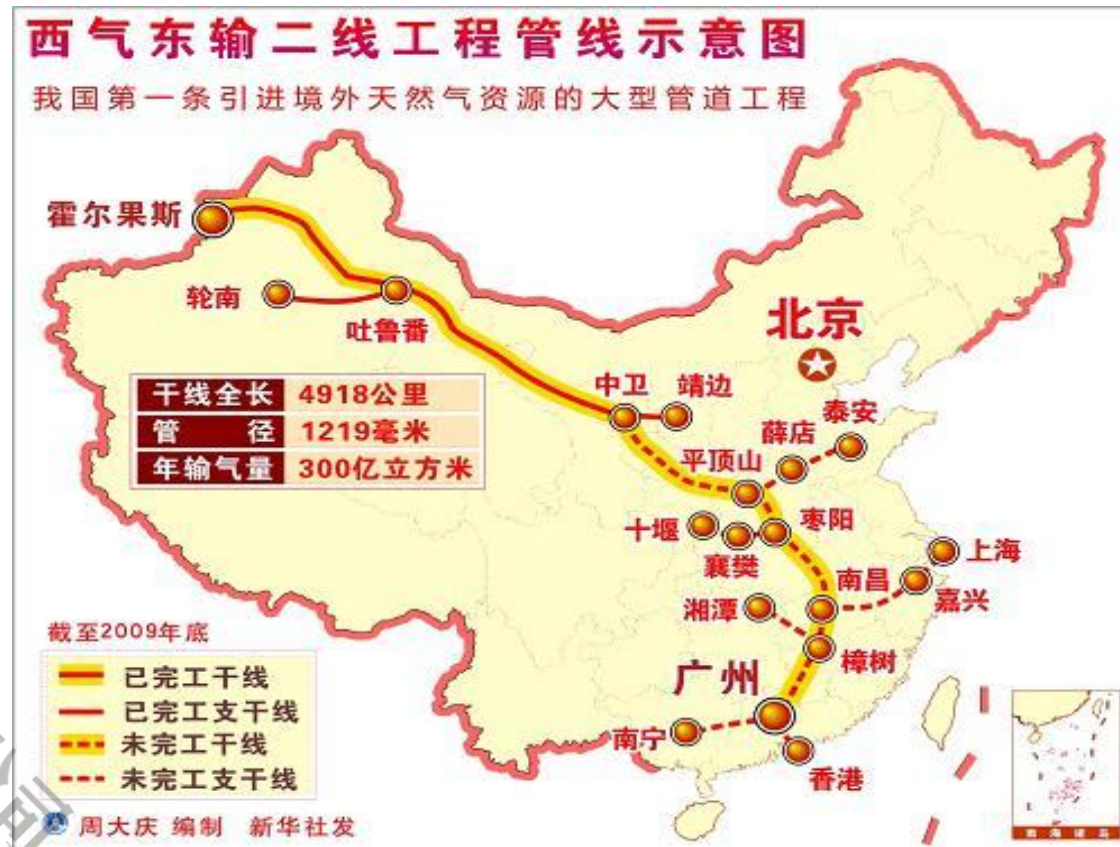 西气东输二线工程管线示意图
我国第一条引进境外天然气资源的大型管道工程
霍尔果斯
轮南
吐鲁番
北京
中卫
靖边
泰安
薛店
平顶山
干线全长 4918公里
管 径 1219毫米
年输气量 300亿立方米
十堰
襄樊
枣阳
上海
南昌
嘉兴
湘潭
樟树
广州
南宁
香港
截至2009年底
已完工干线
已完工支干线
未完工干线
未完工支干线
周大庆 编制 新华社发
南海诸岛